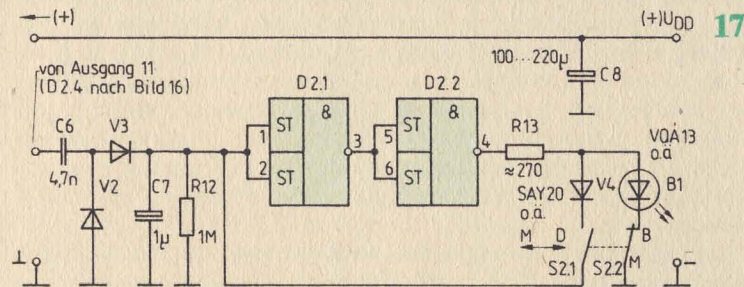 (+)
(+)U_DD
17
von Ausgang 11
(D2.4 nach Bild 16)
100...220µ
C8
D2.1
D2.2
C6
V3
ST
&
ST
&
R13
VQA13
o.ä
1
3
5
4
4,7n
V2
C7
R12
2
ST
6
ST
≈270
SAY20
o.ä.
V4
B1
1µ
1M
M
D
B
M
⊥
S2.1
S2.2
−